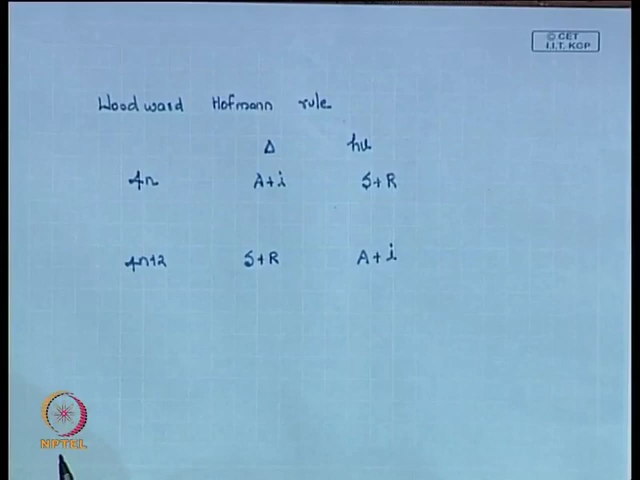 © CET
I.I.T. KGP
Woodward Hofmann rule
Δ hν
4n A+i S+R
4n+2 S+R A+i
NPTEL